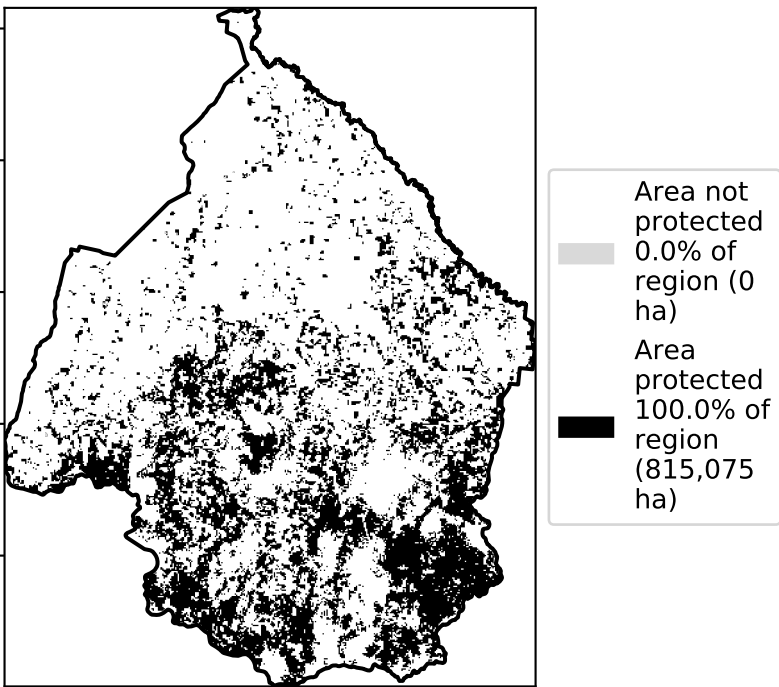 Area not
protected
0.0% of
region (0
ha)
Area
protected
100.0% of
region
(815,075
ha)